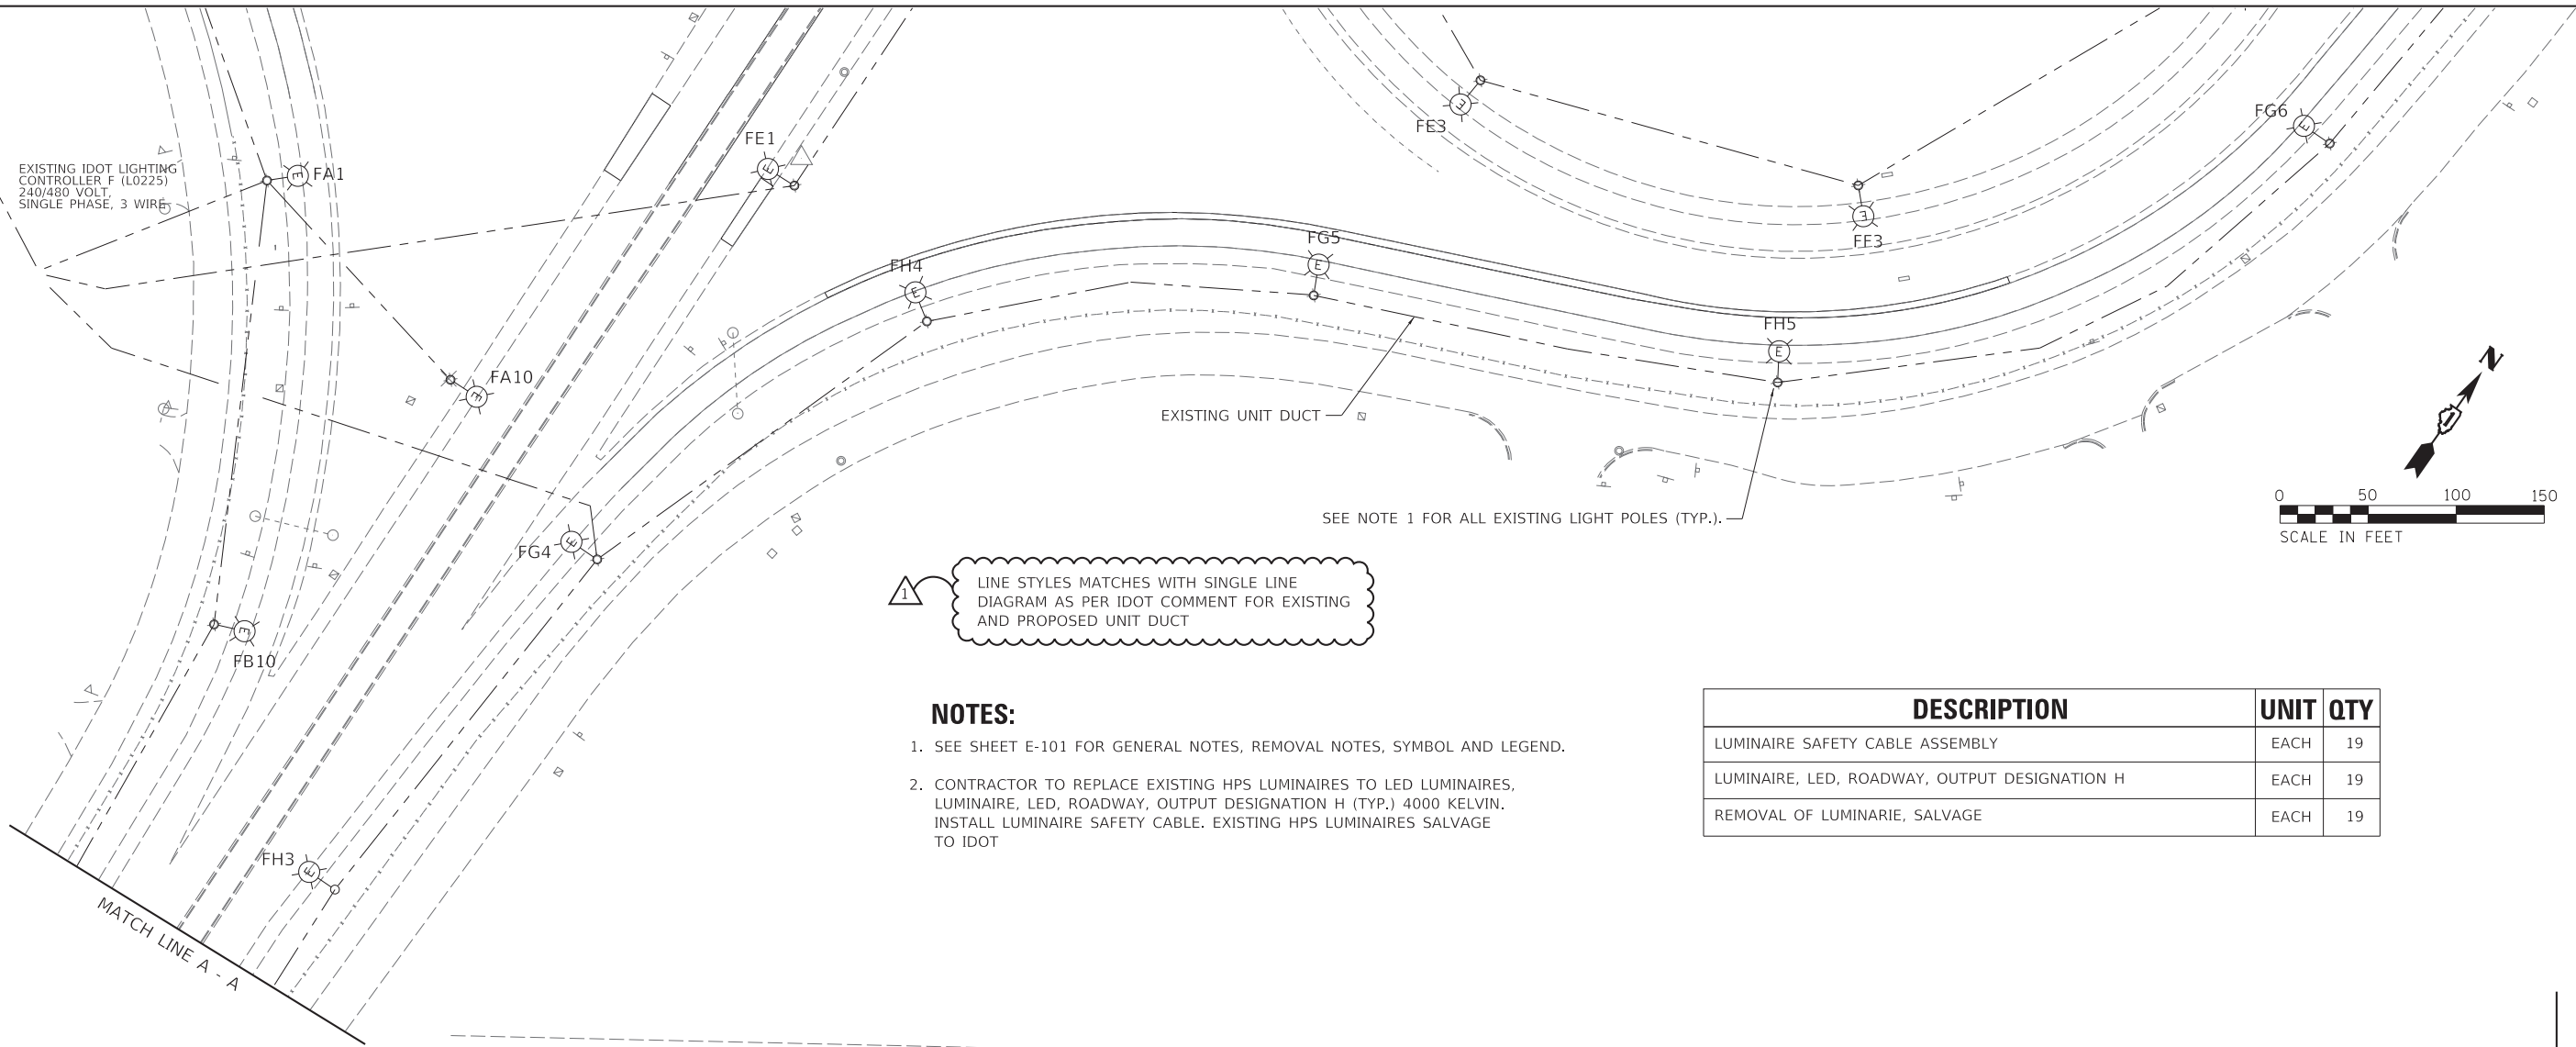 FE1
FE3
FG6
EXISTING IDOT LIGHTING
CONTROLLER F (L0225)
240/480 VOLT,
SINGLE PHASE, 3 WIRE
FA1
FF3
FG5
FH4
FH5
FA10
EXISTING UNIT DUCT
N
SEE NOTE 1 FOR ALL EXISTING LIGHT POLES (TYP.).
0 50 100 150
SCALE IN FEET
FG4
1
LINE STYLES MATCHES WITH SINGLE LINE
DIAGRAM AS PER IDOT COMMENT FOR EXISTING
AND PROPOSED UNIT DUCT
FB10
NOTES:
1. SEE SHEET E-101 FOR GENERAL NOTES, REMOVAL NOTES, SYMBOL AND LEGEND.
2. CONTRACTOR TO REPLACE EXISTING HPS LUMINAIRES TO LED LUMINAIRES,
LUMINAIRE, LED, ROADWAY, OUTPUT DESIGNATION H (TYP.) 4000 KELVIN.
INSTALL LUMINAIRE SAFETY CABLE. EXISTING HPS LUMINAIRES SALVAGE
TO IDOT
DESCRIPTION UNIT QTY
LUMINAIRE SAFETY CABLE ASSEMBLY EACH 19
LUMINAIRE, LED, ROADWAY, OUTPUT DESIGNATION H EACH 19
REMOVAL OF LUMINARIE, SALVAGE EACH 19
FH3
MATCH LINE A - A
E
E
E
E
E
E
E
E
E
E
E
E